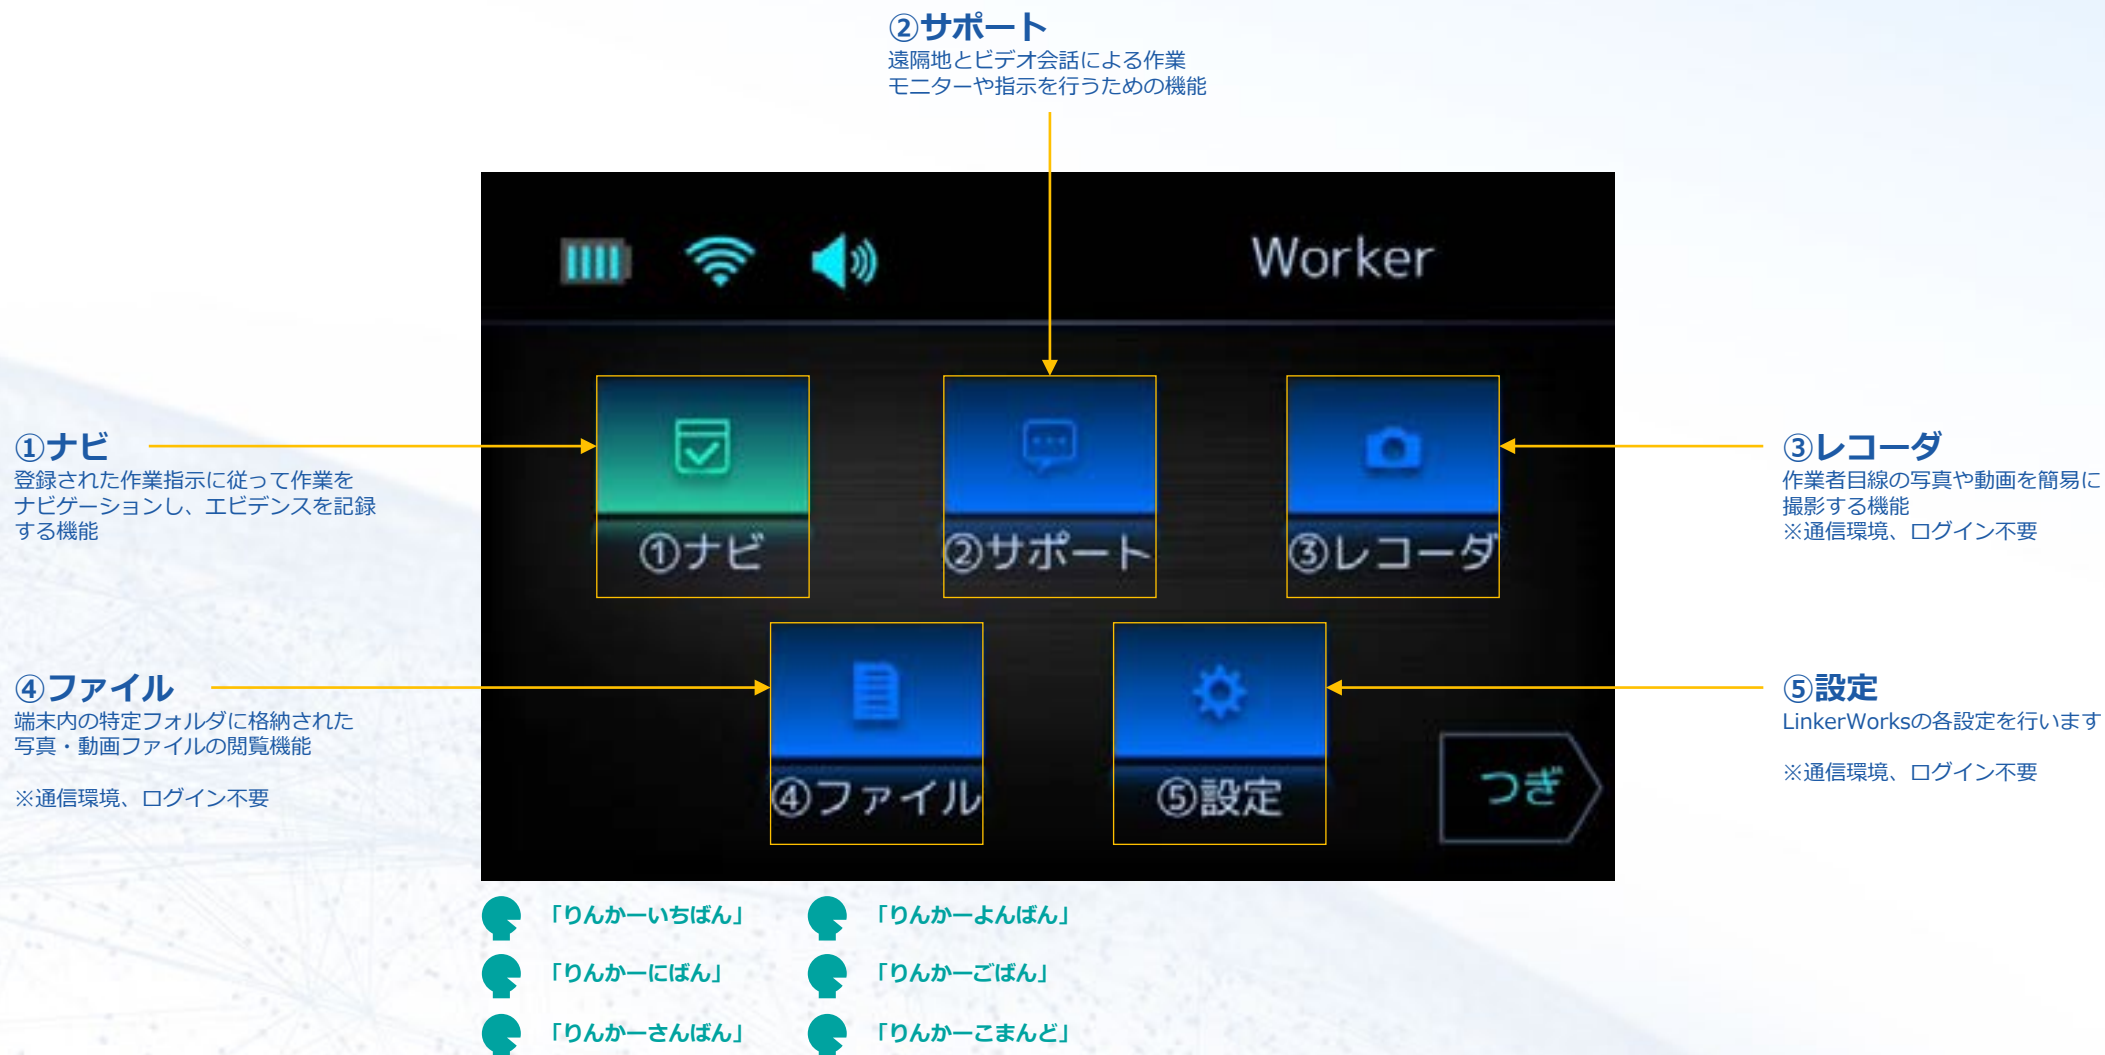 ②サポート
遠隔地とビデオ会話による作業
モニターや指示を行うための機能
Worker
①ナビ
登録された作業指示に従って作業を
ナビゲーションし、エビデンスを記録
する機能
①ナビ
②サポート
③レコーダ
③レコーダ
作業者目線の写真や動画を簡易に
撮影する機能
※通信環境、ログイン不要
④ファイル
端末内の特定フォルダに格納された
写真・動画ファイルの閲覧機能
※通信環境、ログイン不要
④ファイル
⑤設定
つぎ
⑤設定
LinkerWorksの各設定を行います
※通信環境、ログイン不要
「りんかーいちばん」
「りんかーにばん」
「りんかーさんばん」
「りんかーよんばん」
「りんかーごばん」
「りんかーこまんど」